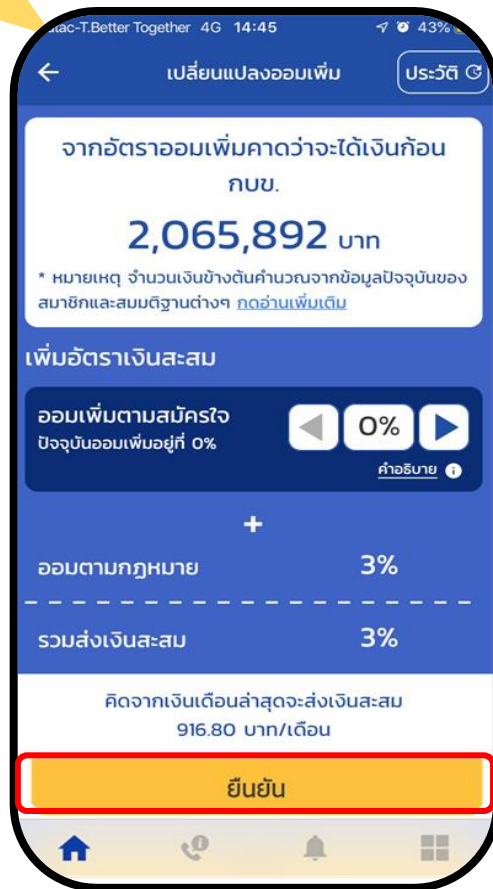 dtac-T.Better Together 4G 14:45 43%
เปลี่ยนแปลงออมเพิ่ม ประวัติ
จากอัตราออมเพิ่มคาดว่าจะได้เงินก้อน
กบข.
2,065,892 บาท
* หมายเหตุ จำนวนเงินข้างต้นคำนวณจากข้อมูลปัจจุบันของ
สมาชิกและสมมติฐานต่างๆ กดอ่านเพิ่มเติม
เพิ่มอัตราเงินสะสม
ออมเพิ่มตามสมัครใจ
ปัจจุบันออมเพิ่มอยู่ที่ 0%
0%
คำอธิบาย
+
ออมตามกฎหมาย 3%
รวมส่งเงินสะสม 3%
คิดจากเงินเดือนล่าสุดจะส่งเงินสะสม
916.80 บาท/เดือน
ยืนยัน